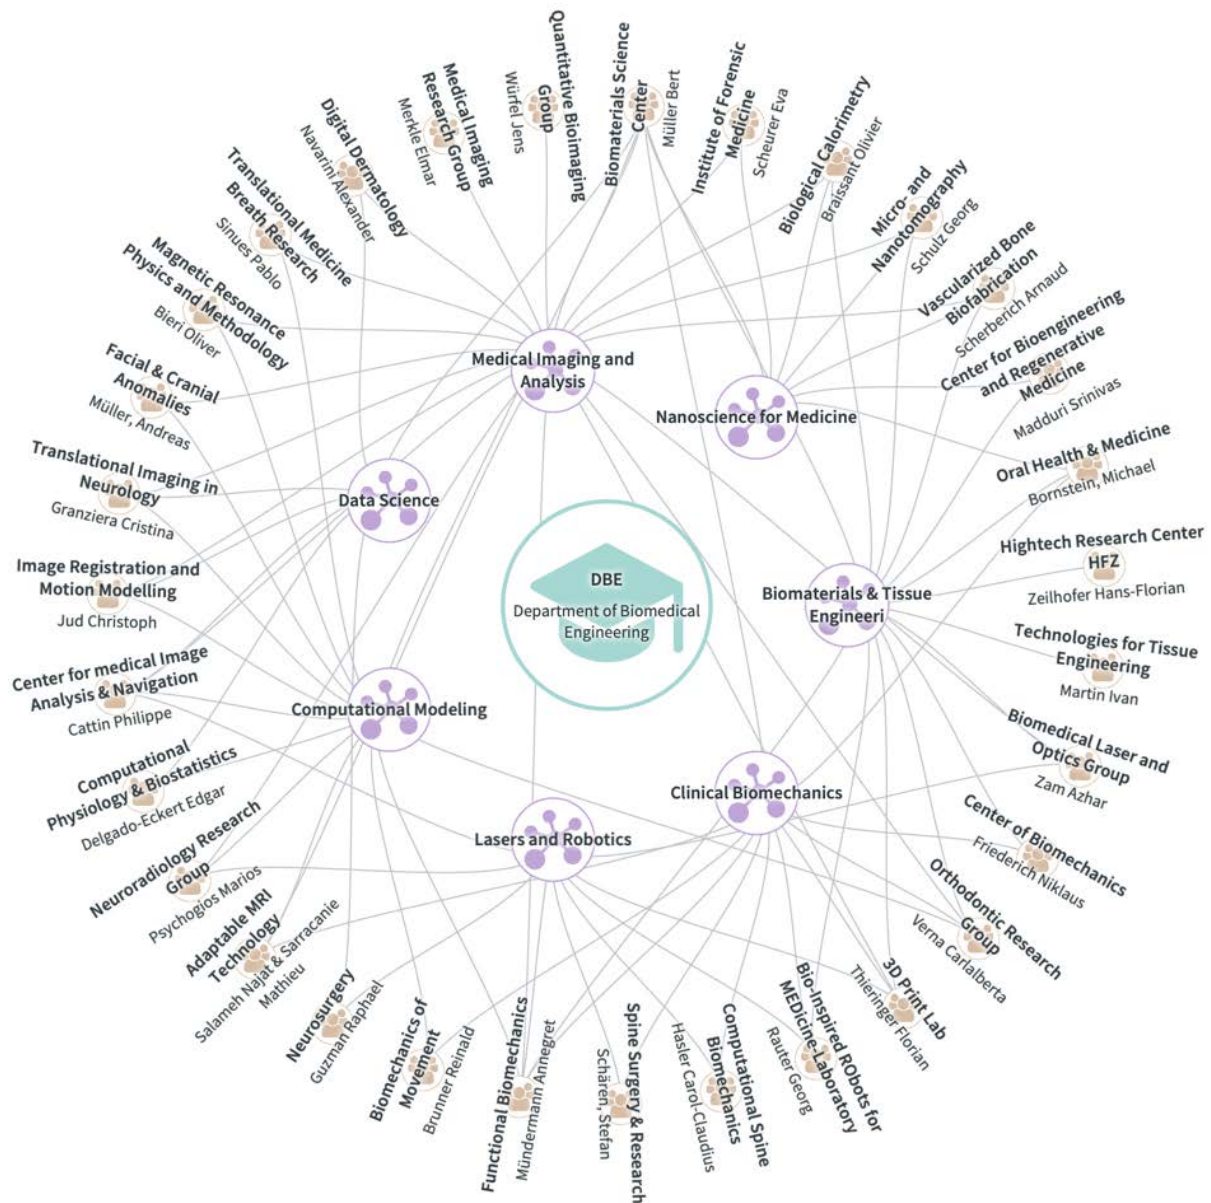 Quantitative Bioimaging
Group
Würfel Jens
Biomaterials Science
Center
Müller Bert
Institute of Forensic
Medicine
Scheurer Eva
Biological Calorimetry
Braissant Olivier
Micro- and
Nanotomography
Schulz Georg
Vascularized Bone
Biofabrication
Scherberich Arnaud
Center for Bioengineering
and Regenerative
Medicine
Madduri Srinivas
Oral Health & Medicine
Bornstein, Michael
Hightech Research Center
HFZ
Zeilhofer Hans-Florian
Technologies for Tissue
Engineering
Martin Ivan
Biomedical Laser and
Optics Group
Zam Azhar
Center of Biomechanics
Friederich Niklaus
Orthodontic Research
Group
Verna Carlalberta
3D Print Lab
Thieringer Florian
Bio-Inspired RObots for
MEDicine-Laboratory
Rauter Georg
Computational Spine
Biomechanics
Hasler Carol-Claudius
Spine Surgery & Research
Schären, Stefan
Functional Biomechanics
Mündermann Annegret
Biomechanics of
Movement
Brunner Reinald
Neurosurgery
Guzman Raphael
Adaptable MRI
Technology
Salameh Najat & Sarracanie
Mathieu
Neuroradiology Research
Group
Psychogios Marios
Computational
Physiology & Biostatistics
Delgado-Eckert Edgar
Center for medical Image
Analysis & Navigation
Cattin Philippe
Image Registration and
Motion Modelling
Jud Christoph
Translational Imaging in
Neurology
Granziera Cristina
Facial & Cranial
Anomalies
Müller, Andreas
Magnetic Resonance
Physics and Methodology
Bieri Oliver
Translational Medicine
Breath Research
Sinues Pablo
Digital Dermatology
Navarini Alexander
Medical Imaging
Research Group
Merkle Elmar
Medical Imaging and
Analysis
Nanoscience for Medicine
Data Science
Biomaterials & Tissue
Engineeri
Computational Modeling
Clinical Biomechanics
Lasers and Robotics
DBE
Department of Biomedical
Engineering